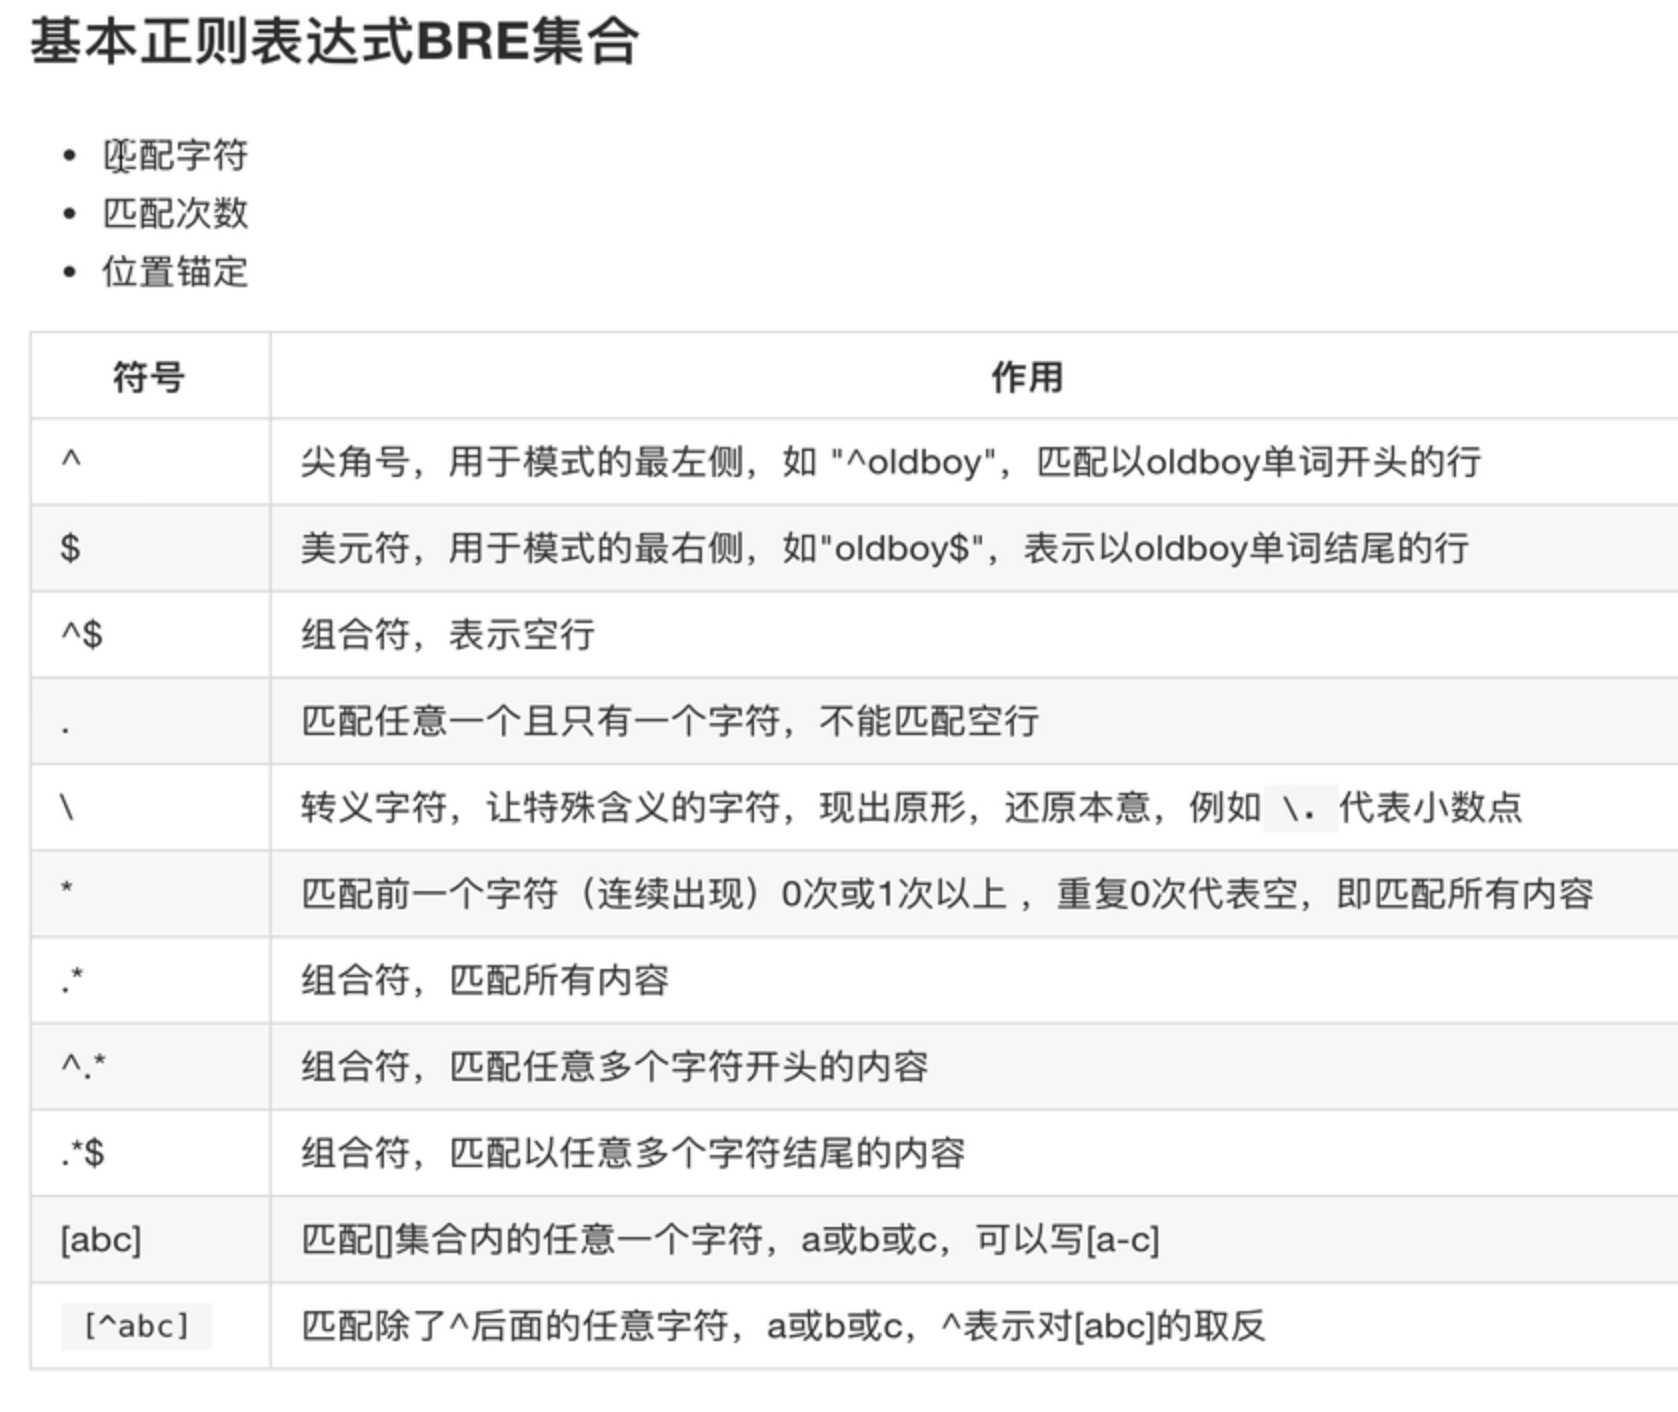 基本正则表达式BRE集合
匹配字符
匹配次数
位置锚定
符号 作用
^ 尖角号，用于模式的最左侧，如 "^oldboy"，匹配以oldboy单词开头的行
$ 美元符，用于模式的最右侧，如"oldboy$"，表示以oldboy单词结尾的行
^$ 组合符，表示空行
. 匹配任意一个且只有一个字符，不能匹配空行
\ 转义字符，让特殊含义的字符，现出原形，还原本意，例如 \. 代表小数点
* 匹配前一个字符（连续出现）0次或1次以上 ，重复0次代表空，即匹配所有内容
.* 组合符，匹配所有内容
^.* 组合符，匹配任意多个字符开头的内容
.*$ 组合符，匹配以任意多个字符结尾的内容
[abc] 匹配[]集合内的任意一个字符，a或b或c，可以写[a-c]
[^abc] 匹配除了^后面的任意字符，a或b或c，^表示对[abc]的取反